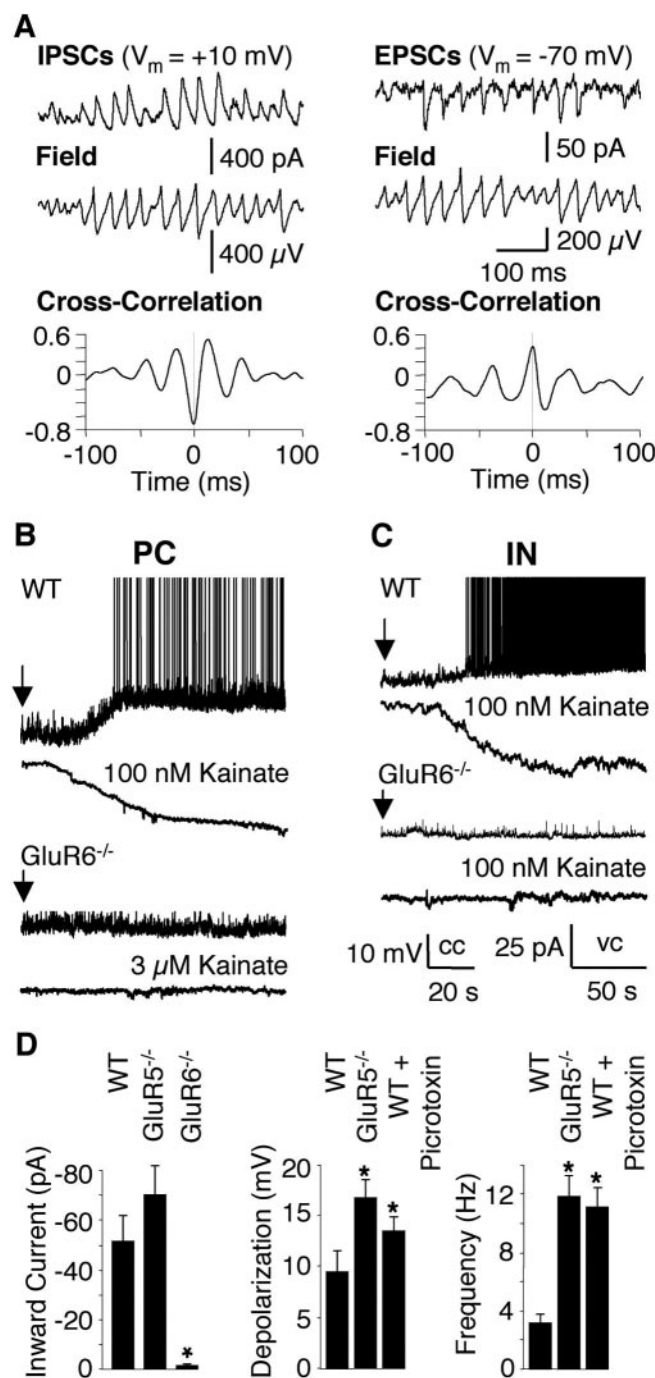 A
IPSCs (Vm = +10 mV)
EPSCs (Vm = -70 mV)
400 pA
50 pA
Field
Field
400 µV
200 µV
100 ms
Cross-Correlation
Cross-Correlation
0.6
0
-0.8
-100 0 100
Time (ms)
0.6
0
-0.8
-100 0 100
Time (ms)
B
PC
WT
100 nM Kainate
GluR6-/-
3 µM Kainate
C
IN
WT
100 nM Kainate
GluR6-/-
100 nM Kainate
10 mV cc
20 s
25 pA vc
50 s
D
WT
GluR5-/-
GluR6-/-
Inward Current (pA)
-80
-60
-40
-20
0
*
WT
GluR5-/-
WT +
Picrotoxin
Depolarization (mV)
20
15
10
5
0
* *
WT
GluR5-/-
WT +
Picrotoxin
Frequency (Hz)
12
8
4
0
* *